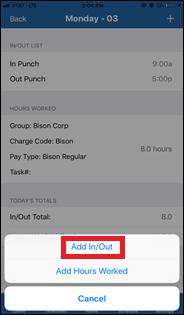 AT&T LTE 2:04 PM
Monday - 03 +
IN/OUT LIST
In Punch 9:00a
Out Punch 5:00p
HOURS WORKED
Group: Bison Corp
Charge Code: Bison
Pay Type: Bison Regular 8.0 hours
Task#:
TODAY'S TOTALS
In/Out Total: 8.0
Add In/Out
Add Hours Worked
Cancel